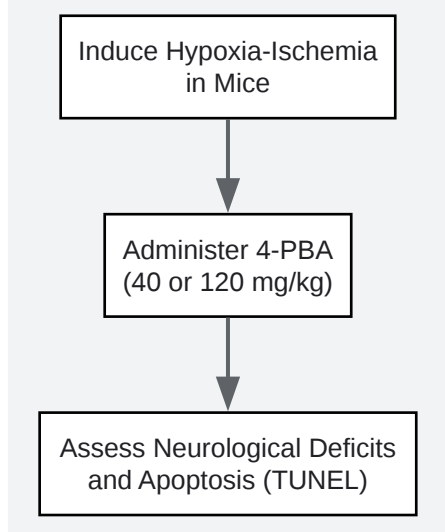 Induce Hypoxia-Ischemia
in Mice
Administer 4-PBA
(40 or 120 mg/kg)
Assess Neurological Deficits
and Apoptosis (TUNEL)